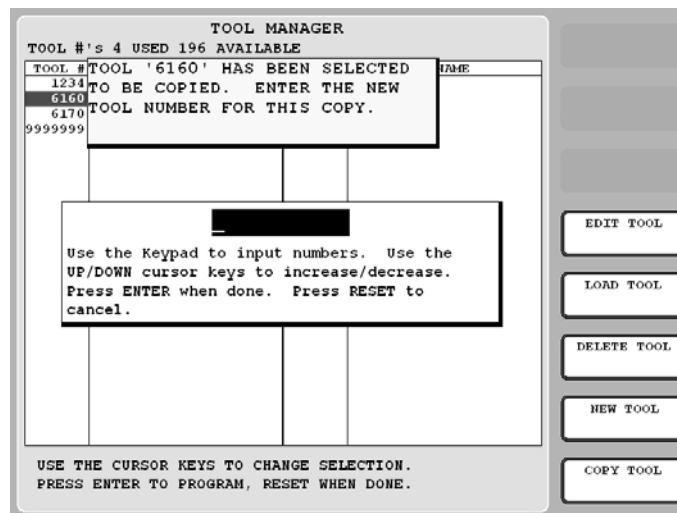 TOOL MANAGER
TOOL #'s 4 USED 196 AVAILABLE
TOOL #
1234
6160
6170
9999999
TOOL '6160' HAS BEEN SELECTED
TO BE COPIED. ENTER THE NEW
TOOL NUMBER FOR THIS COPY.
NAME
Use the Keypad to input numbers. Use the
UP/DOWN cursor keys to increase/decrease.
Press ENTER when done. Press RESET to
cancel.
USE THE CURSOR KEYS TO CHANGE SELECTION.
PRESS ENTER TO PROGRAM, RESET WHEN DONE.
EDIT TOOL
LOAD TOOL
DELETE TOOL
NEW TOOL
COPY TOOL